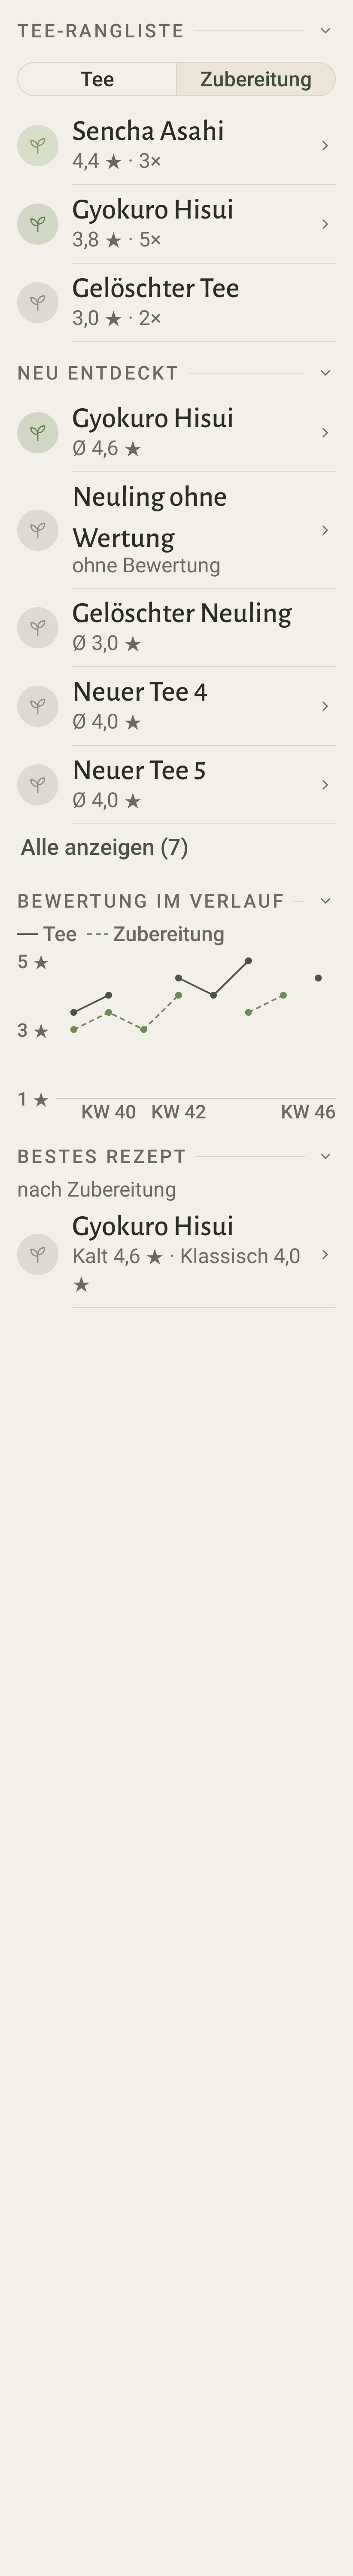 TEE-RANGLISTE
Tee
Zubereitung
Sencha Asahi
4,4 ★ · 3×
Gyokuro Hisui
3,8 ★ · 5×
Gelöschter Tee
3,0 ★ · 2×
NEU ENTDECKT
Gyokuro Hisui
Ø 4,6 ★
Neuling ohne
Wertung
ohne Bewertung
Gelöschter Neuling
Ø 3,0 ★
Neuer Tee 4
Ø 4,0 ★
Neuer Tee 5
Ø 4,0 ★
Alle anzeigen (7)
BEWERTUNG IM VERLAUF
Tee Zubereitung
5 ★
3 ★
1 ★
KW 40 KW 42 KW 46
BESTES REZEPT
nach Zubereitung
Gyokuro Hisui
Kalt 4,6 ★ · Klassisch 4,0
★